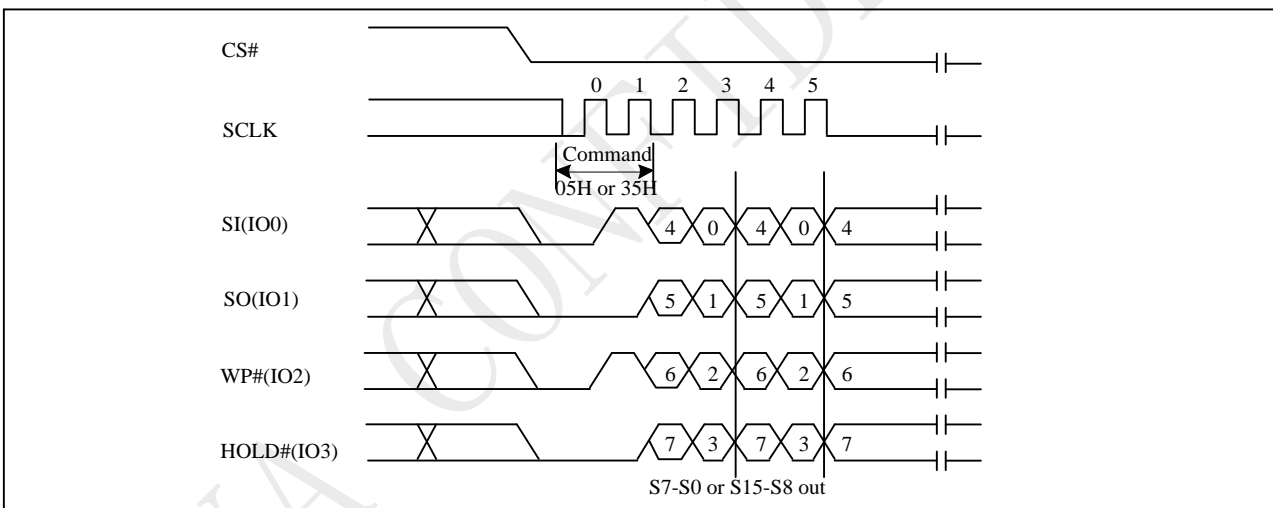 CS#
0 1 2 3 4 5
SCLK
Command
05H or 35H
SI(IO0) 4 0 4 0 4
SO(IO1) 5 1 5 1 5
WP#(IO2) 6 2 6 2 6
HOLD#(IO3) 7 3 7 3 7
S7-S0 or S15-S8 out